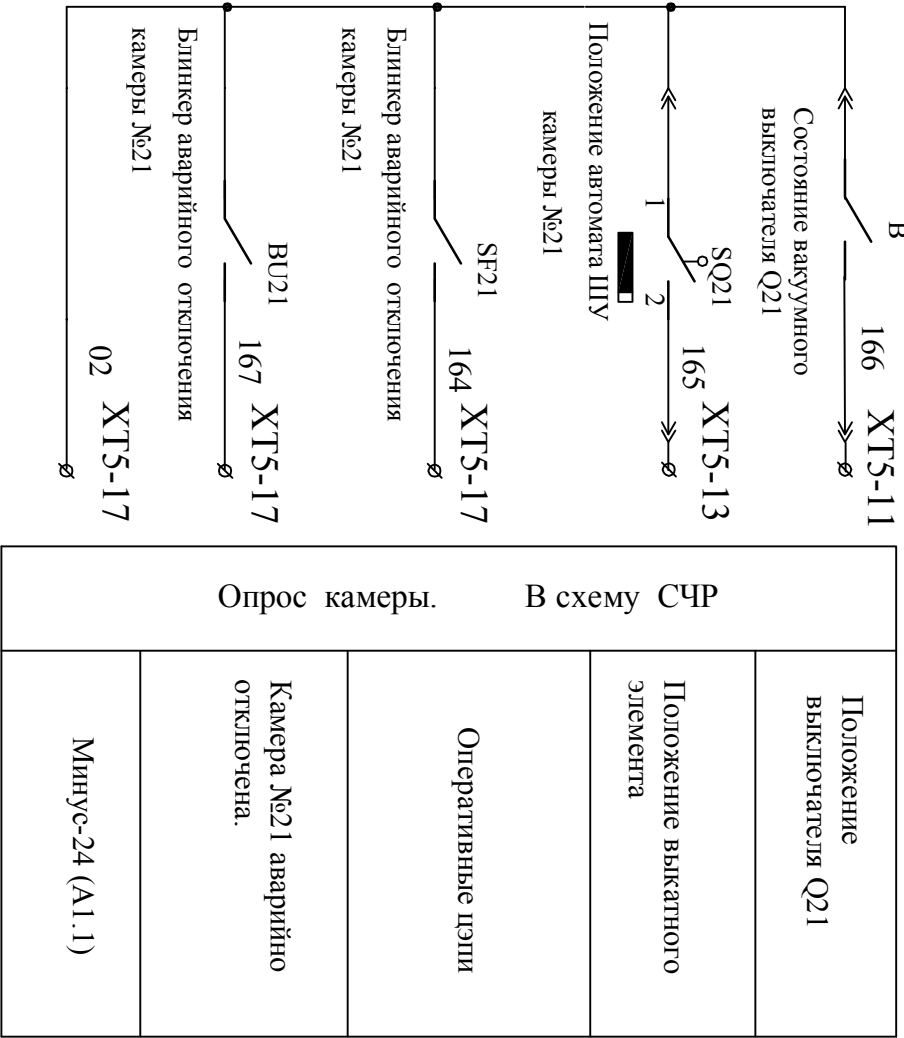 В
Состояние вакуумного
выключателя Q21
166
XT5-11
Положение автомата ШУ
камеры №21
1
SQ21
2
165
XT5-13
Блинкер аварийного отключения
камеры №21
SF21
164
XT5-17
Блинкер аварийного отключения
камеры №21
BU21
167
XT5-17
02
XT5-17
Опрос камеры. В схему СЧР
Положение
выключателя Q21
Положение выкатного
элемента
Оперативные цэпи
Камера №21 аварийно
отключена.
Минус-24 (А1.1)